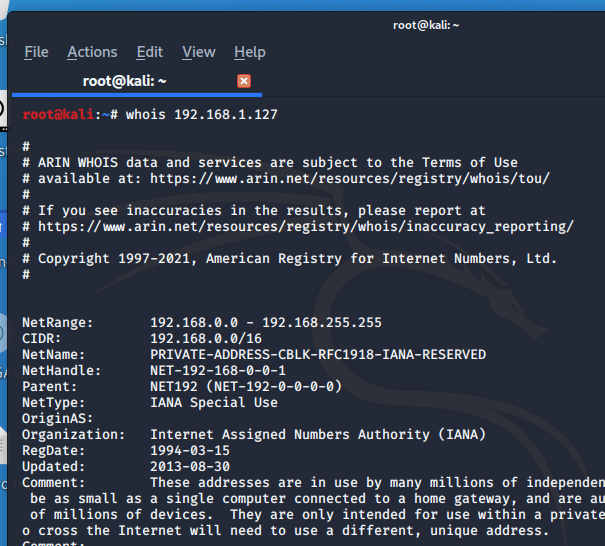 root@kali: ~
File Actions Edit View Help
root@kali: ~
root@kali:~# whois 192.168.1.127
#
# ARIN WHOIS data and services are subject to the Terms of Use
# available at: https://www.arin.net/resources/registry/whois/tou/
#
# If you see inaccuracies in the results, please report at
# https://www.arin.net/resources/registry/whois/inaccuracy_reporting/
#
# Copyright 1997-2021, American Registry for Internet Numbers, Ltd.
#
NetRange: 192.168.0.0 - 192.168.255.255
CIDR: 192.168.0.0/16
NetName: PRIVATE-ADDRESS-CBLK-RFC1918-IANA-RESERVED
NetHandle: NET-192-168-0-0-1
Parent: NET192 (NET-192-0-0-0-0)
NetType: IANA Special Use
OriginAS:
Organization: Internet Assigned Numbers Authority (IANA)
RegDate: 1994-03-15
Updated: 2013-08-30
Comment: These addresses are in use by many millions of independen
be as small as a single computer connected to a home gateway, and are au
of millions of devices. They are only intended for use within a private
o cross the Internet will need to use a different, unique address.
Comment: